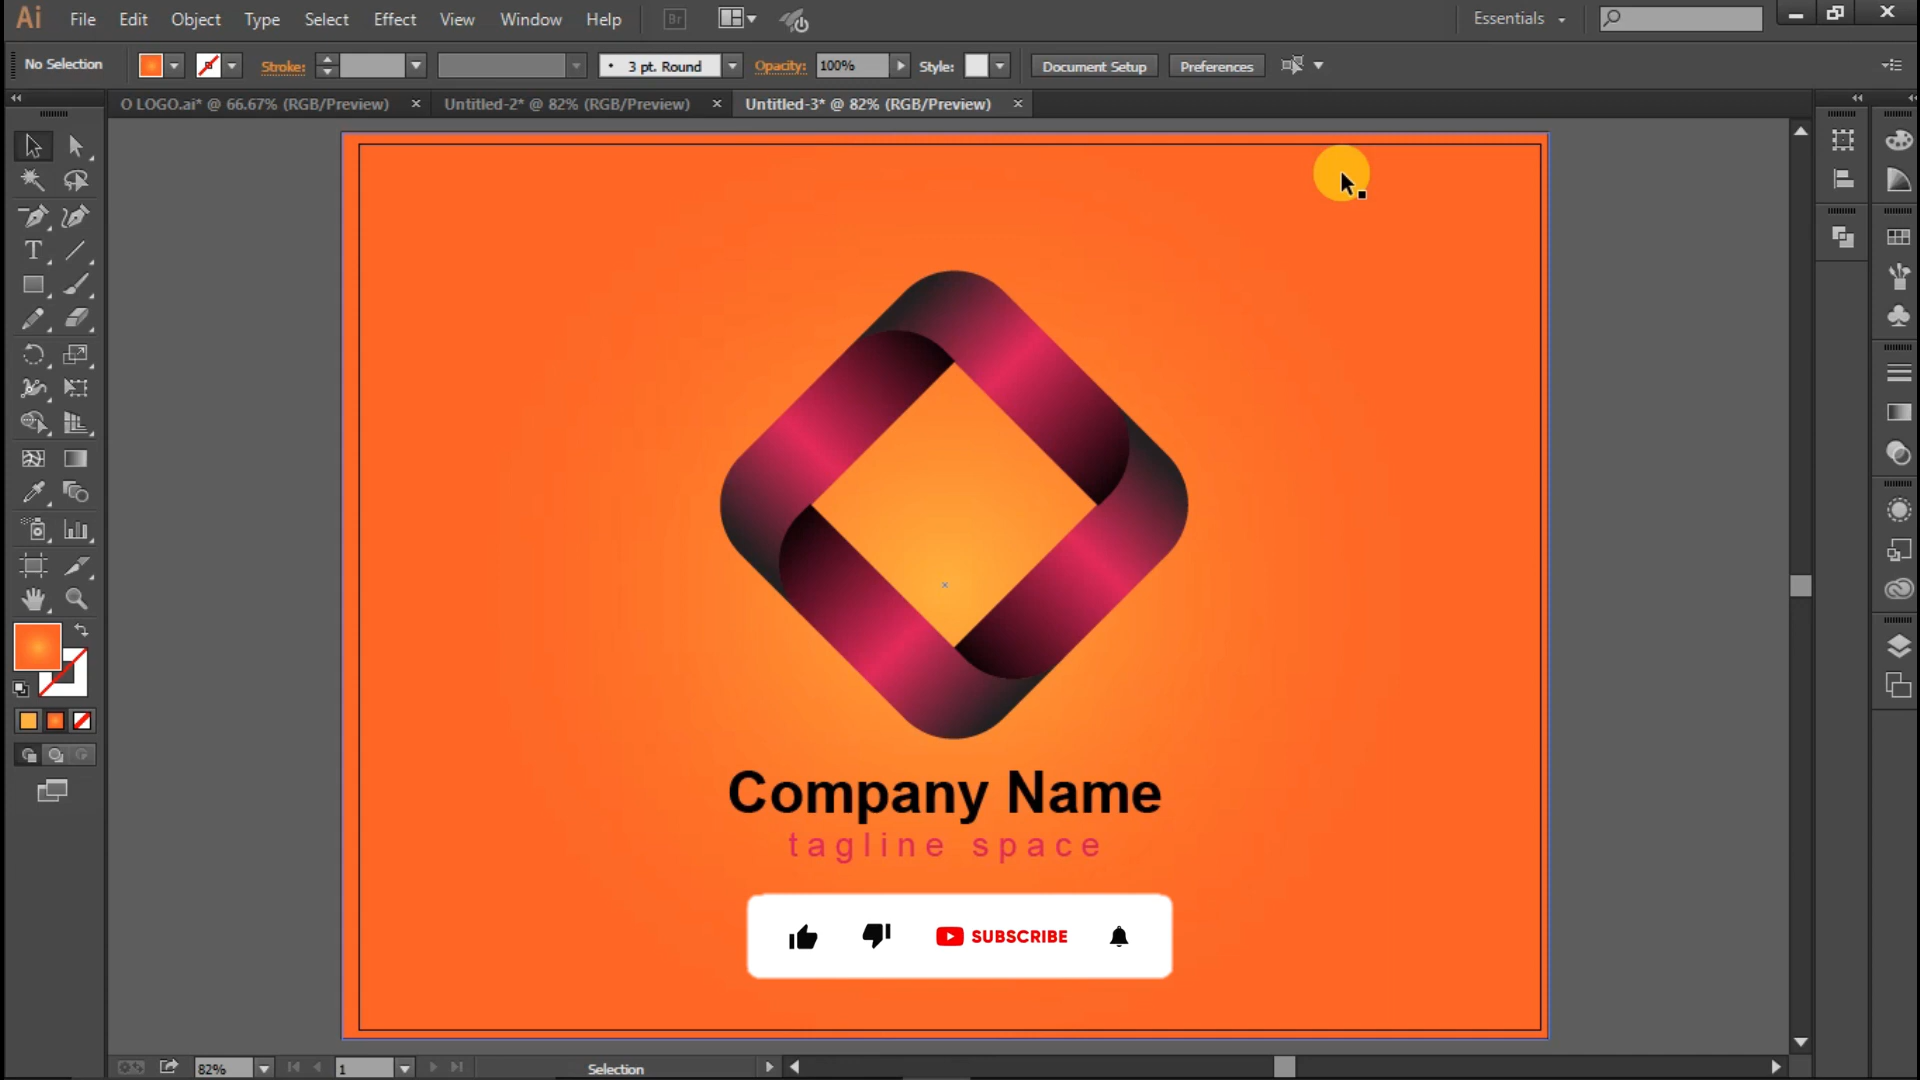 Ai File Edit Object Type Select Effect View Window Help Br Essentials
No Selection Stroke: 3 pt. Round Opacity: 100% Style: Document Setup Preferences
O LOGO.ai* @ 66.67% (RGB/Preview) × Untitled-2* @ 82% (RGB/Preview) × Untitled-3* @ 82% (RGB/Preview) ×
T
Company Name
tagline space
SUBSCRIBE
82% 1 Selection